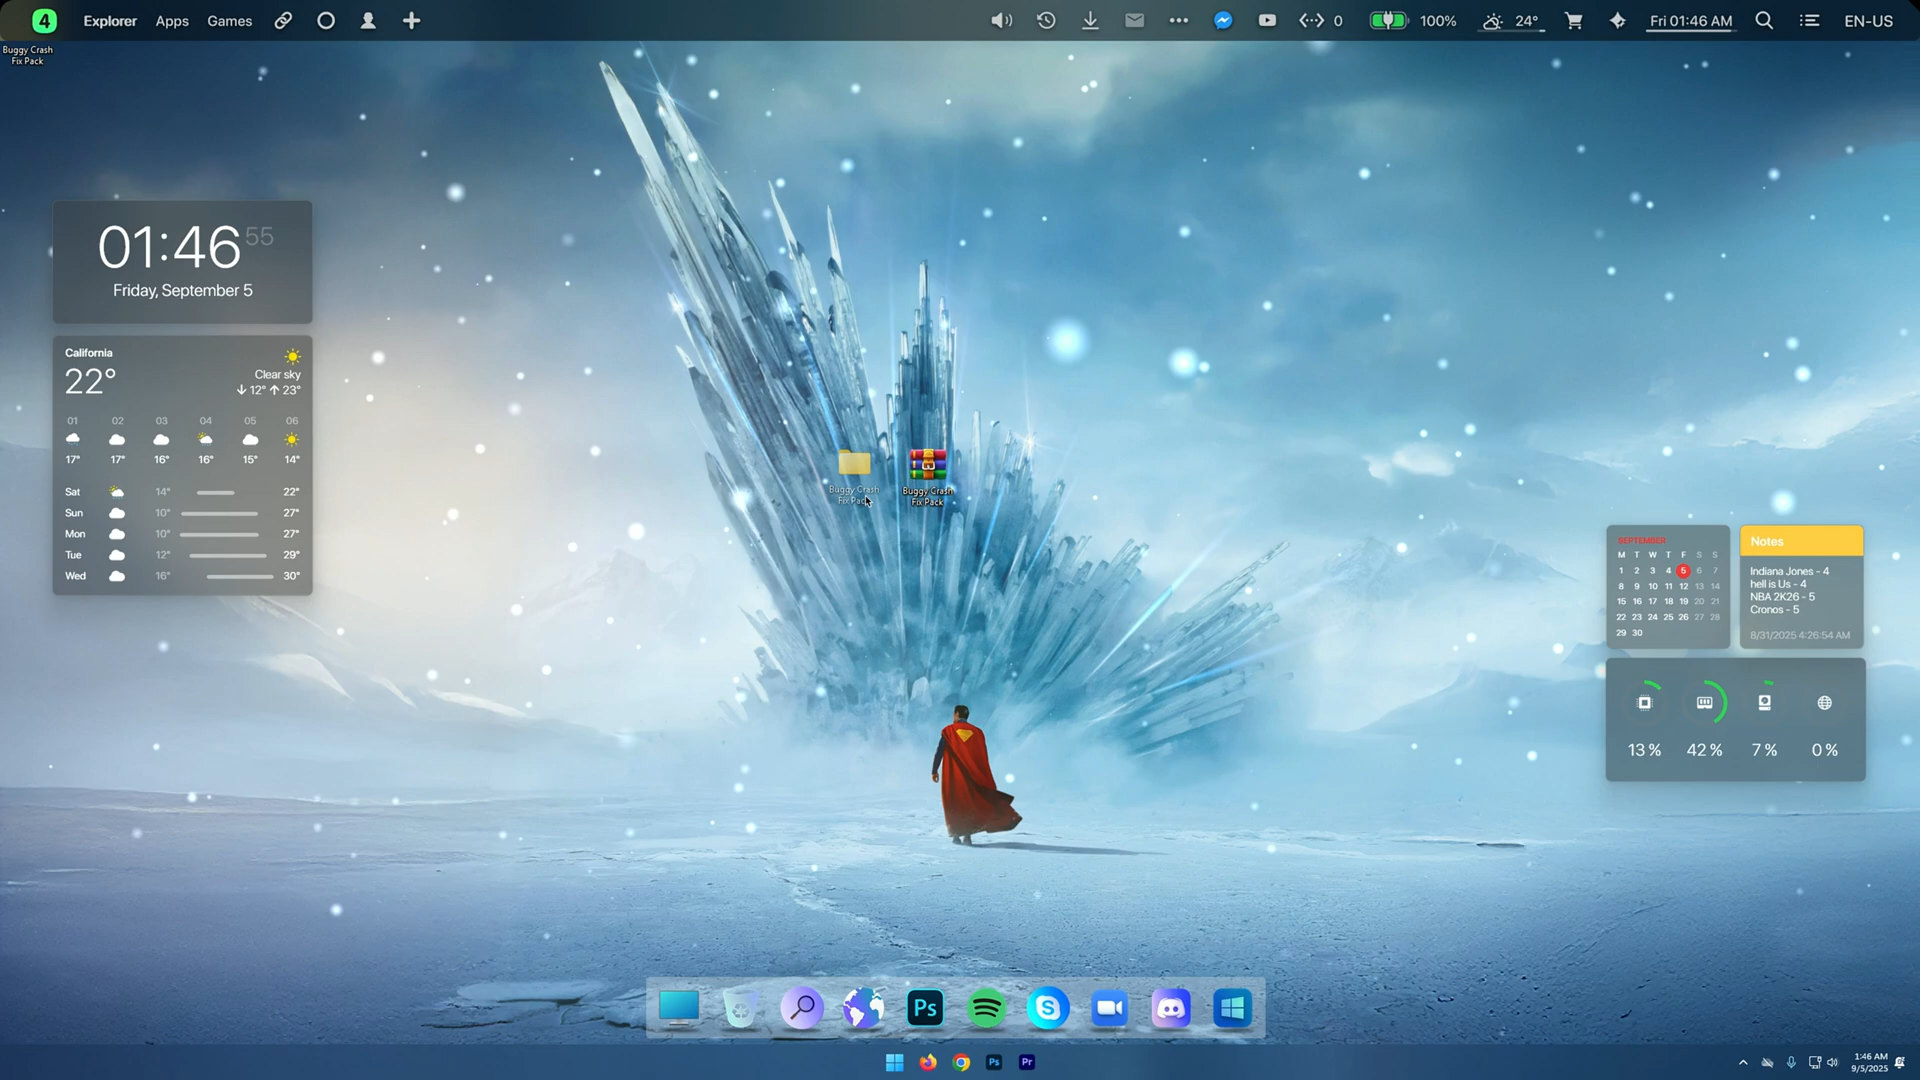 4 Explorer Apps Games 0 100% 24° Fri 01:46 AM EN-US
Buggy Crash
Fix Pack
01:46 55
Friday, September 5
California
22°
Clear sky
↓ 12° ↑ 23°
01 02 03 04 05 06
17° 17° 16° 16° 15° 14°
Sat 14° 22°
Sun 10° 27°
Mon 10° 27°
Tue 12° 29°
Wed 16° 30°
Buggy Crash
Fix Pack
Buggy Crash
Fix Pack
SEPTEMBER
M T W T F S S
1 2 3 4 5 6 7
8 9 10 11 12 13 14
15 16 17 18 19 20 21
22 23 24 25 26 27 28
29 30
Notes
Indiana Jones - 4
hell is Us - 4
NBA 2K26 - 5
Cronos - 5
8/31/2025 4:26:54 AM
13% 42% 7% 0%
Ps
S
Ps Pr
1:46 AM
9/5/2025